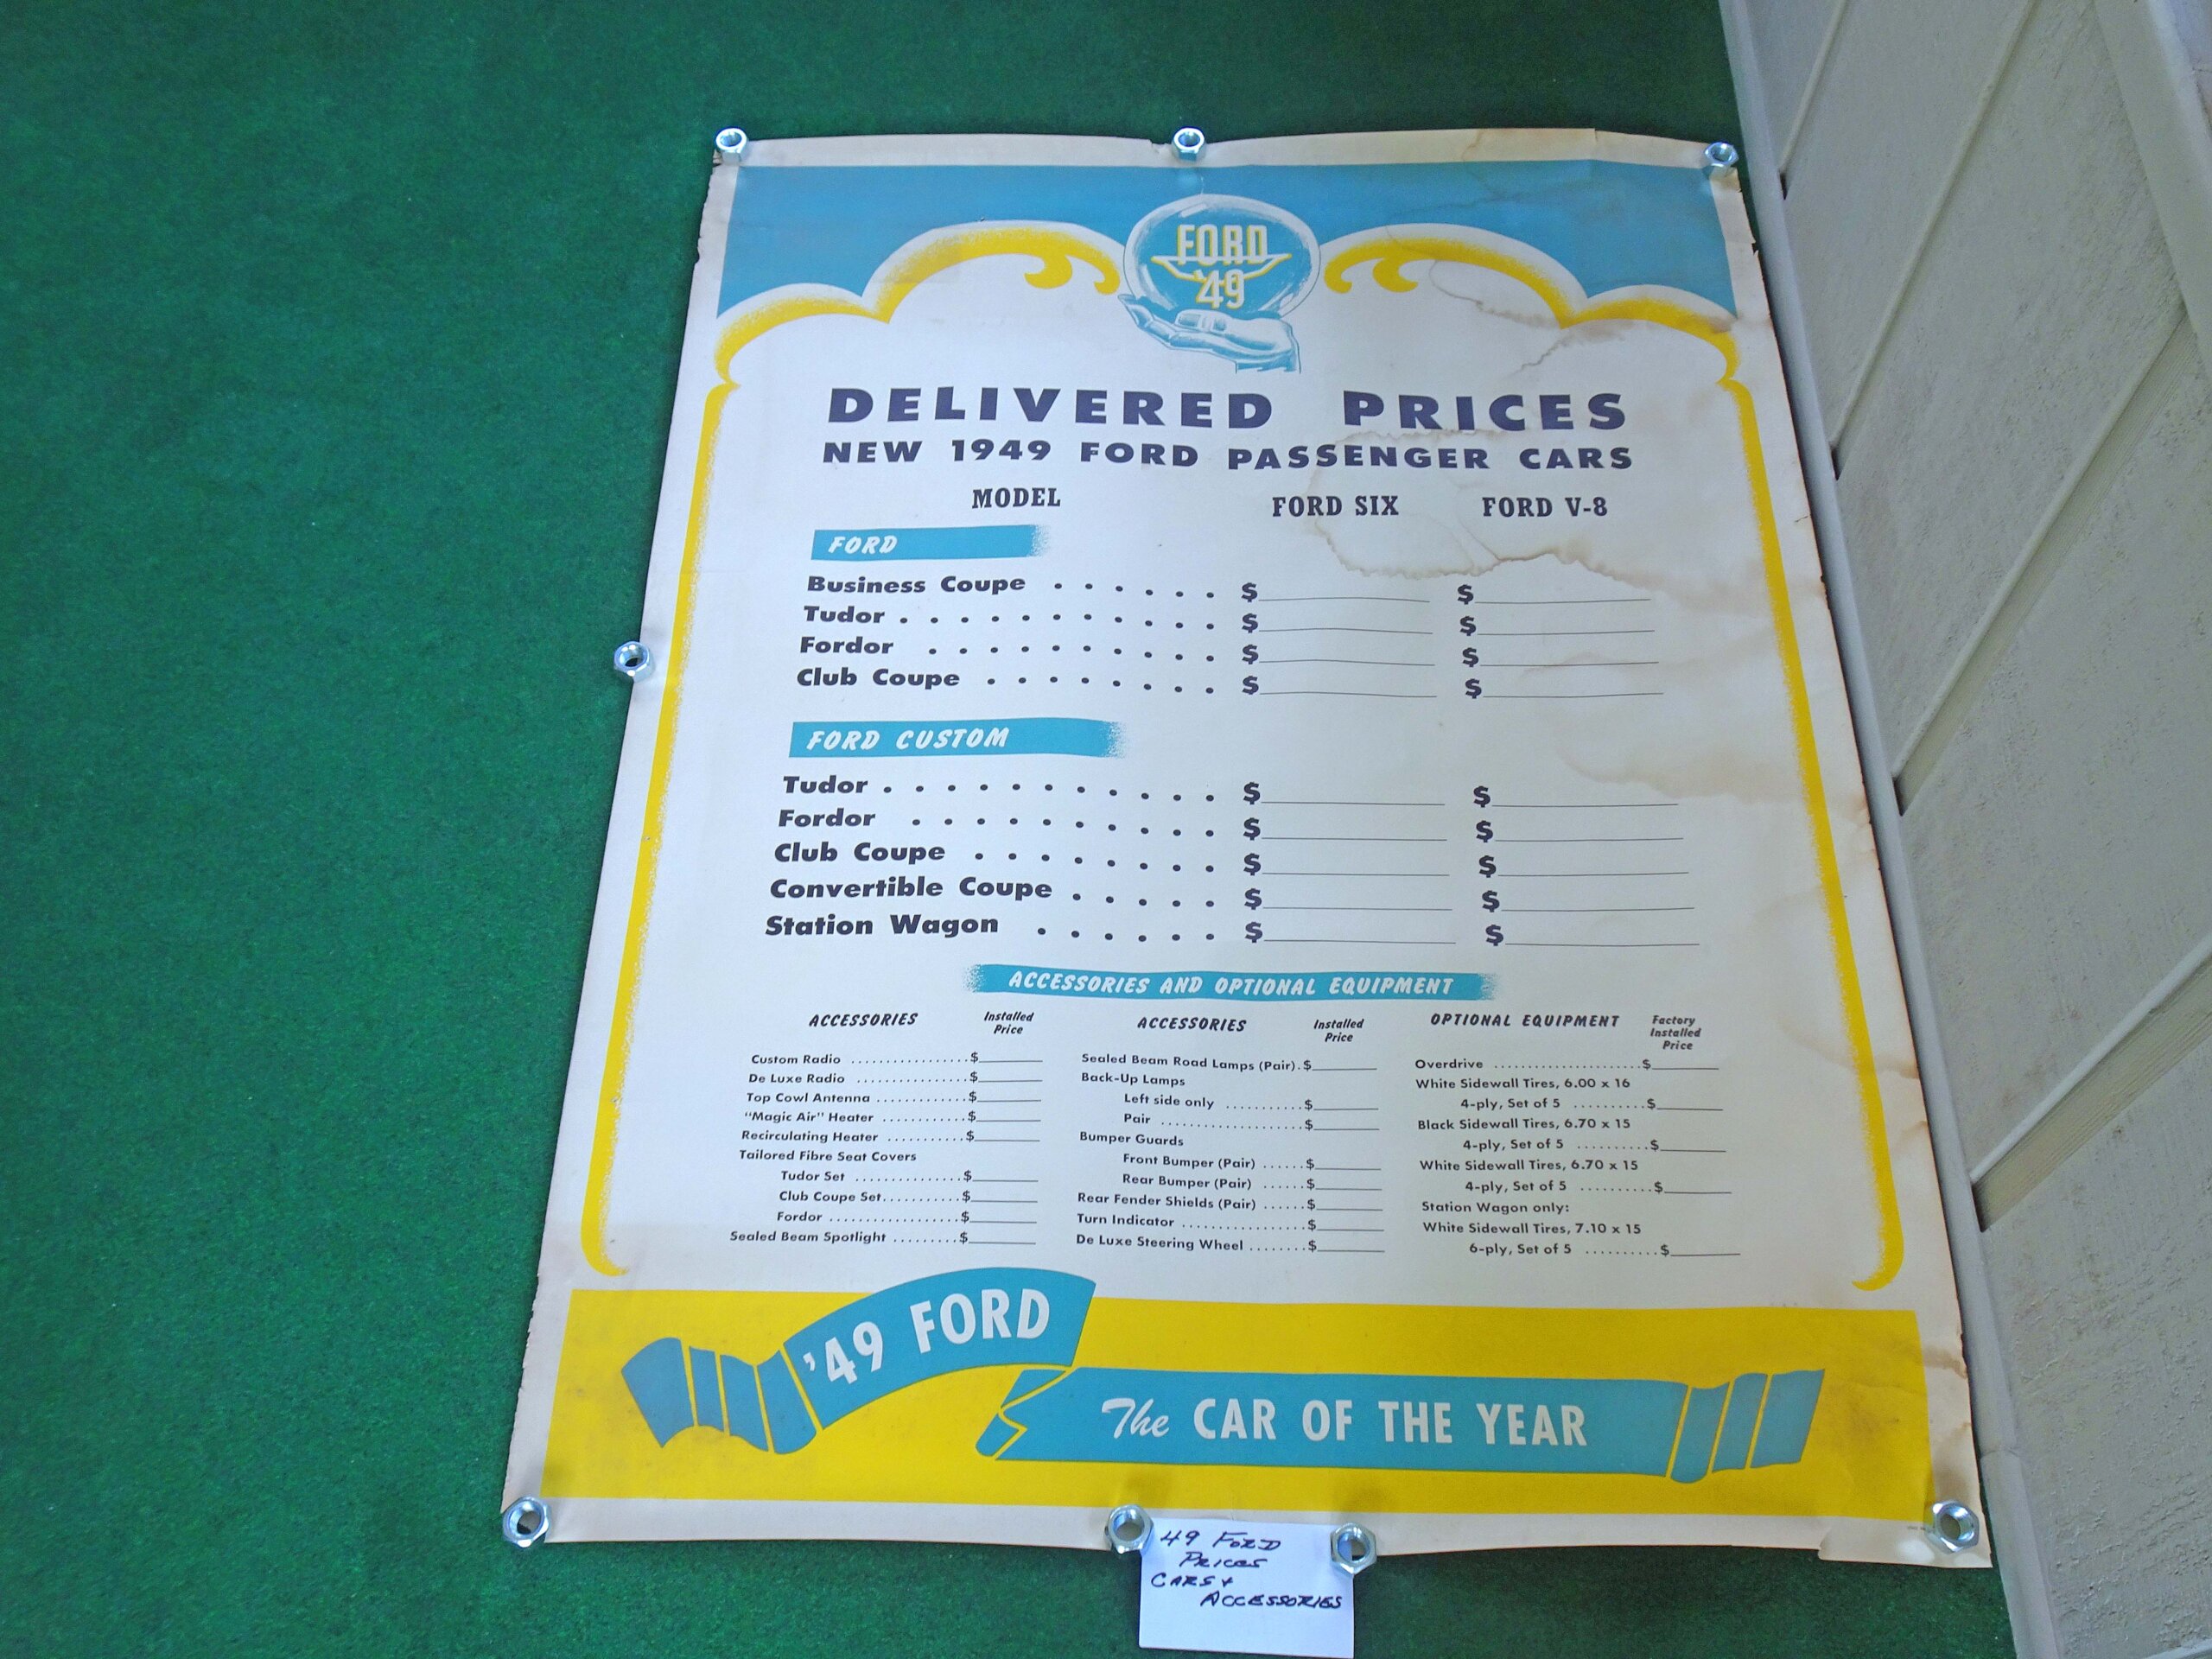 FORD
'49
DELIVERED PRICES
NEW 1949 FORD PASSENGER CARS
MODEL FORD SIX FORD V-8
FORD
Business Coupe . . . . . . $ $
Tudor . . . . . . . . . . . $ $
Fordor . . . . . . . . . . $ $
Club Coupe . . . . . . . . $ $
FORD CUSTOM
Tudor . . . . . . . . . . . $ $
Fordor . . . . . . . . . . $ $
Club Coupe . . . . . . . . $ $
Convertible Coupe . . . . . $ $
Station Wagon . . . . . . $ $
ACCESSORIES AND OPTIONAL EQUIPMENT
ACCESSORIES Installed
Price
Custom Radio ................. $
De Luxe Radio ................ $
Top Cowl Antenna ............. $
"Magic Air" Heater ............ $
Recirculating Heater ........... $
Tailored Fibre Seat Covers
Tudor Set ................ $
Club Coupe Set........... $
Fordor ................... $
Sealed Beam Spotlight ......... $
ACCESSORIES Installed
Price
Sealed Beam Road Lamps (Pair). $
Back-Up Lamps
Left side only ........... $
Pair .................... $
Bumper Guards
Front Bumper (Pair) ...... $
Rear Bumper (Pair) ...... $
Rear Fender Shields (Pair) ...... $
Turn Indicator ................. $
De Luxe Steering Wheel ........ $
OPTIONAL EQUIPMENT Factory
Installed
Price
Overdrive ...................... $
White Sidewall Tires, 6.00 x 16
4-ply, Set of 5 .......... $
Black Sidewall Tires, 6.70 x 15
4-ply, Set of 5 .......... $
White Sidewall Tires, 6.70 x 15
4-ply, Set of 5 .......... $
Station Wagon only:
White Sidewall Tires, 7.10 x 15
6-ply, Set of 5 .......... $
'49 FORD
The CAR OF THE YEAR
49 FORD
PRICES
CARS +
ACCESSORIES